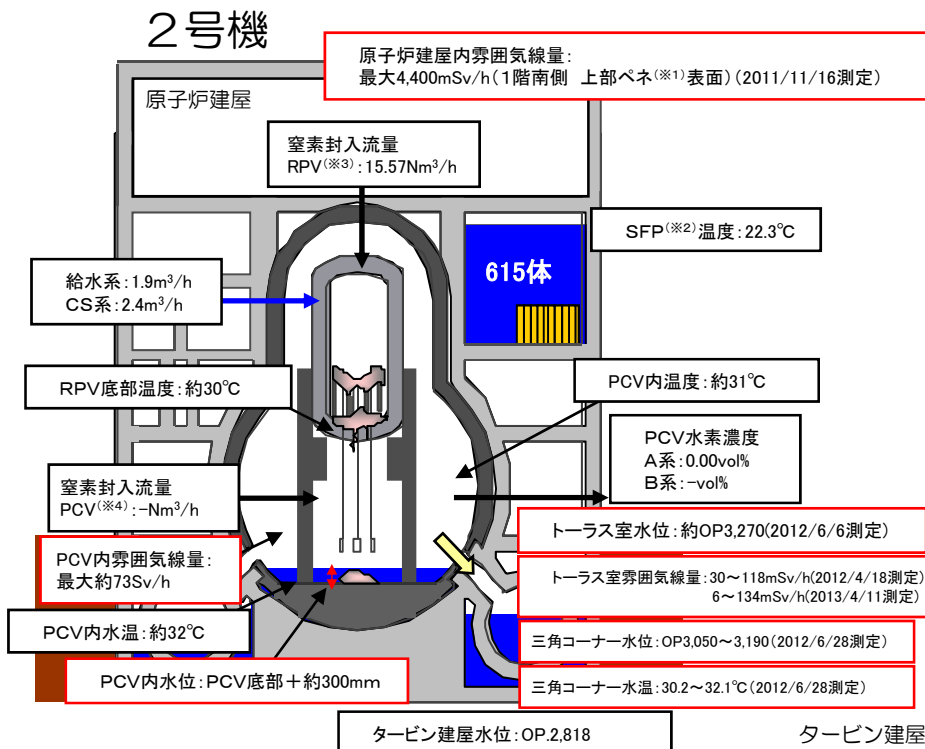 2号機
原子炉建屋内雰囲気線量:
最大4,400mSv/h(1階南側 上部ペネ(※1)表面)(2011/11/16測定)
原子炉建屋
窒素封入流量
RPV(※3):15.57Nm3/h
SFP(※2)温度:22.3℃
615体
給水系:1.9m3/h
CS系:2.4m3/h
RPV底部温度:約30℃
PCV内温度:約31℃
PCV水素濃度
A系:0.00vol%
B系:-vol%
窒素封入流量
PCV(※4):-Nm3/h
トーラス室水位:約OP3,270(2012/6/6測定)
PCV内雰囲気線量:
最大約73Sv/h
トーラス室雰囲気線量:30~118mSv/h(2012/4/18測定)
6~134mSv/h(2013/4/11測定)
PCV内水温:約32℃
三角コーナー水位:OP3,050~3,190(2012/6/28測定)
PCV内水位:PCV底部+約300mm
三角コーナー水温:30.2~32.1℃(2012/6/28測定)
タービン建屋水位:OP.2,818
タービン建屋